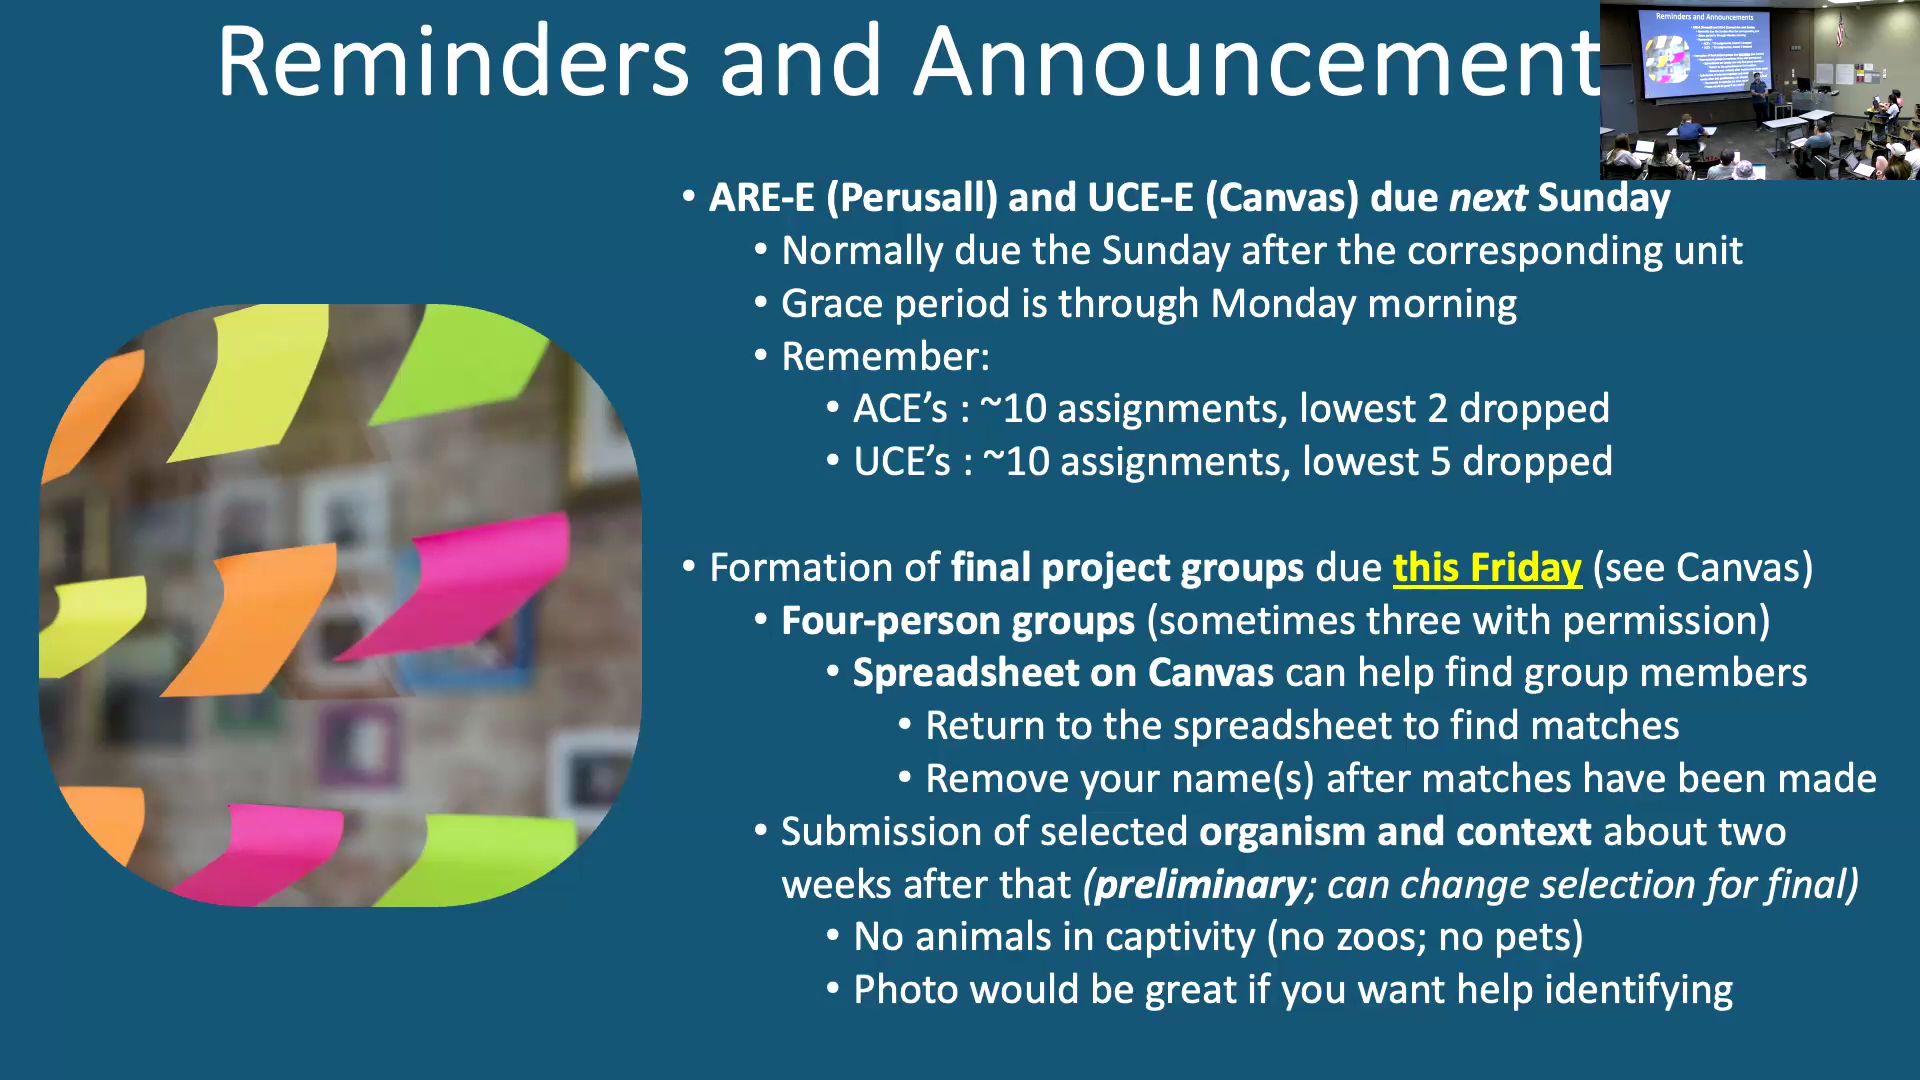 Reminders and Announcement
Reminders and Announcements
• ARE-E (Perusall) and UCE-E (Canvas) due next Sunday
• Normally due the Sunday after the corresponding unit
• Grace period is through Monday morning
• Remember:
• ACE’s : ~10 assignments, lowest 2 dropped
• UCE’s : ~10 assignments, lowest 5 dropped
• Formation of final project groups due this Friday (see Canvas)
• Four-person groups (sometimes three with permission)
• Spreadsheet on Canvas can help find group members
• Return to the spreadsheet to find matches
• Remove your name(s) after matches have been made
• Submission of selected organism and context about two
weeks after that (preliminary; can change selection for final)
• No animals in captivity (no zoos; no pets)
• Photo would be great if you want help identifying